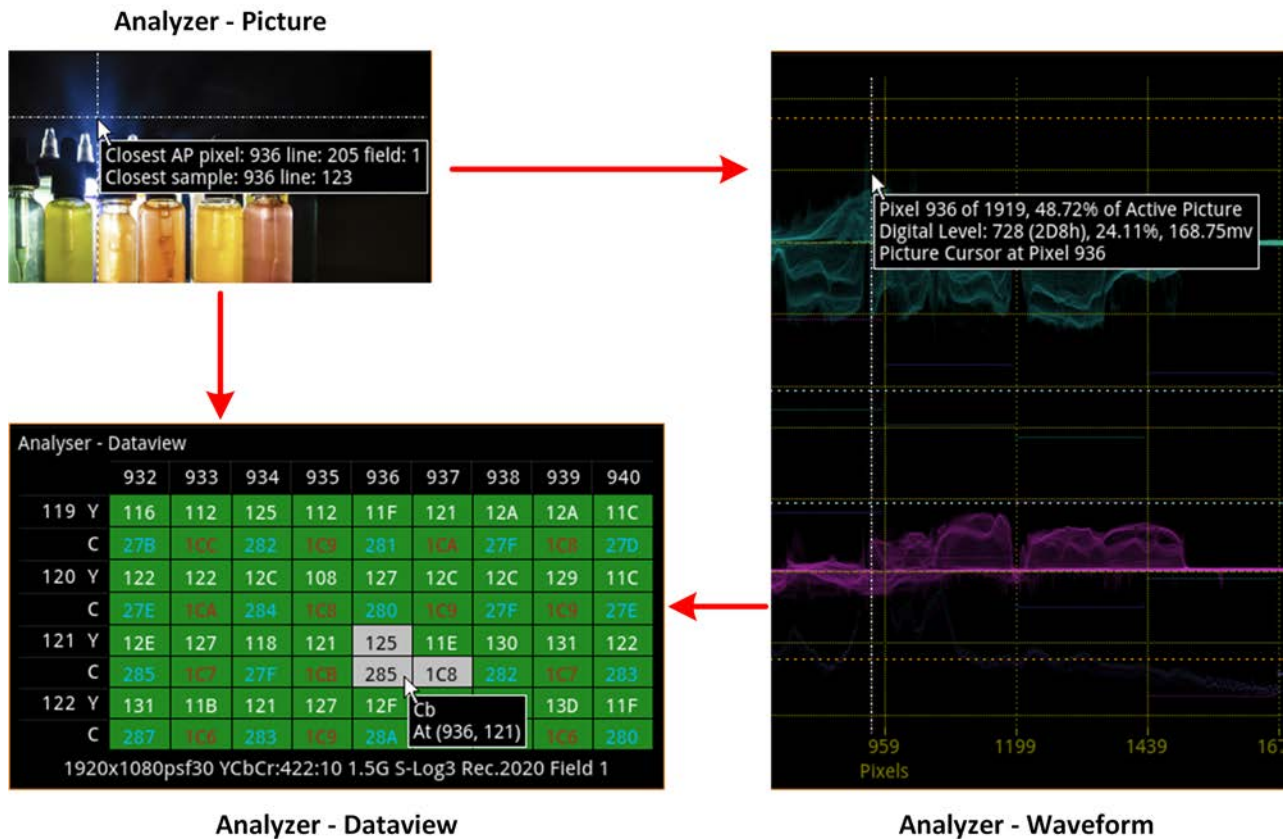 Analyzer - Picture
Closest AP pixel: 936 line: 205 field: 1
Closest sample: 936 line: 123
Pixel 936 of 1919, 48.72% of Active Picture
Digital Level: 728 (2D8h), 24.11%, 168.75mv
Picture Cursor at Pixel 936
959 1199 1439 167
Pixels
Analyser - Dataview
932 933 934 935 936 937 938 939 940
119 Y 116 112 125 112 11F 121 12A 12A 11C
C 27B 1CC 282 1C9 281 1CA 27F 1C8 27D
120 Y 122 122 12C 108 127 12C 12C 129 11C
C 27E 1CA 284 1C8 280 1C9 27F 1C9 27E
121 Y 12E 127 118 121 125 11E 130 131 122
C 285 1C7 27F 1CB 285 1C8 282 1C7 283
122 Y 131 11B 121 127 12F 13D 11F
C 287 1C6 283 1C9 28A 1C6 280
Cb
At (936, 121)
1920x1080psf30 YCbCr:422:10 1.5G S-Log3 Rec.2020 Field 1
Analyzer - Dataview
Analyzer - Waveform